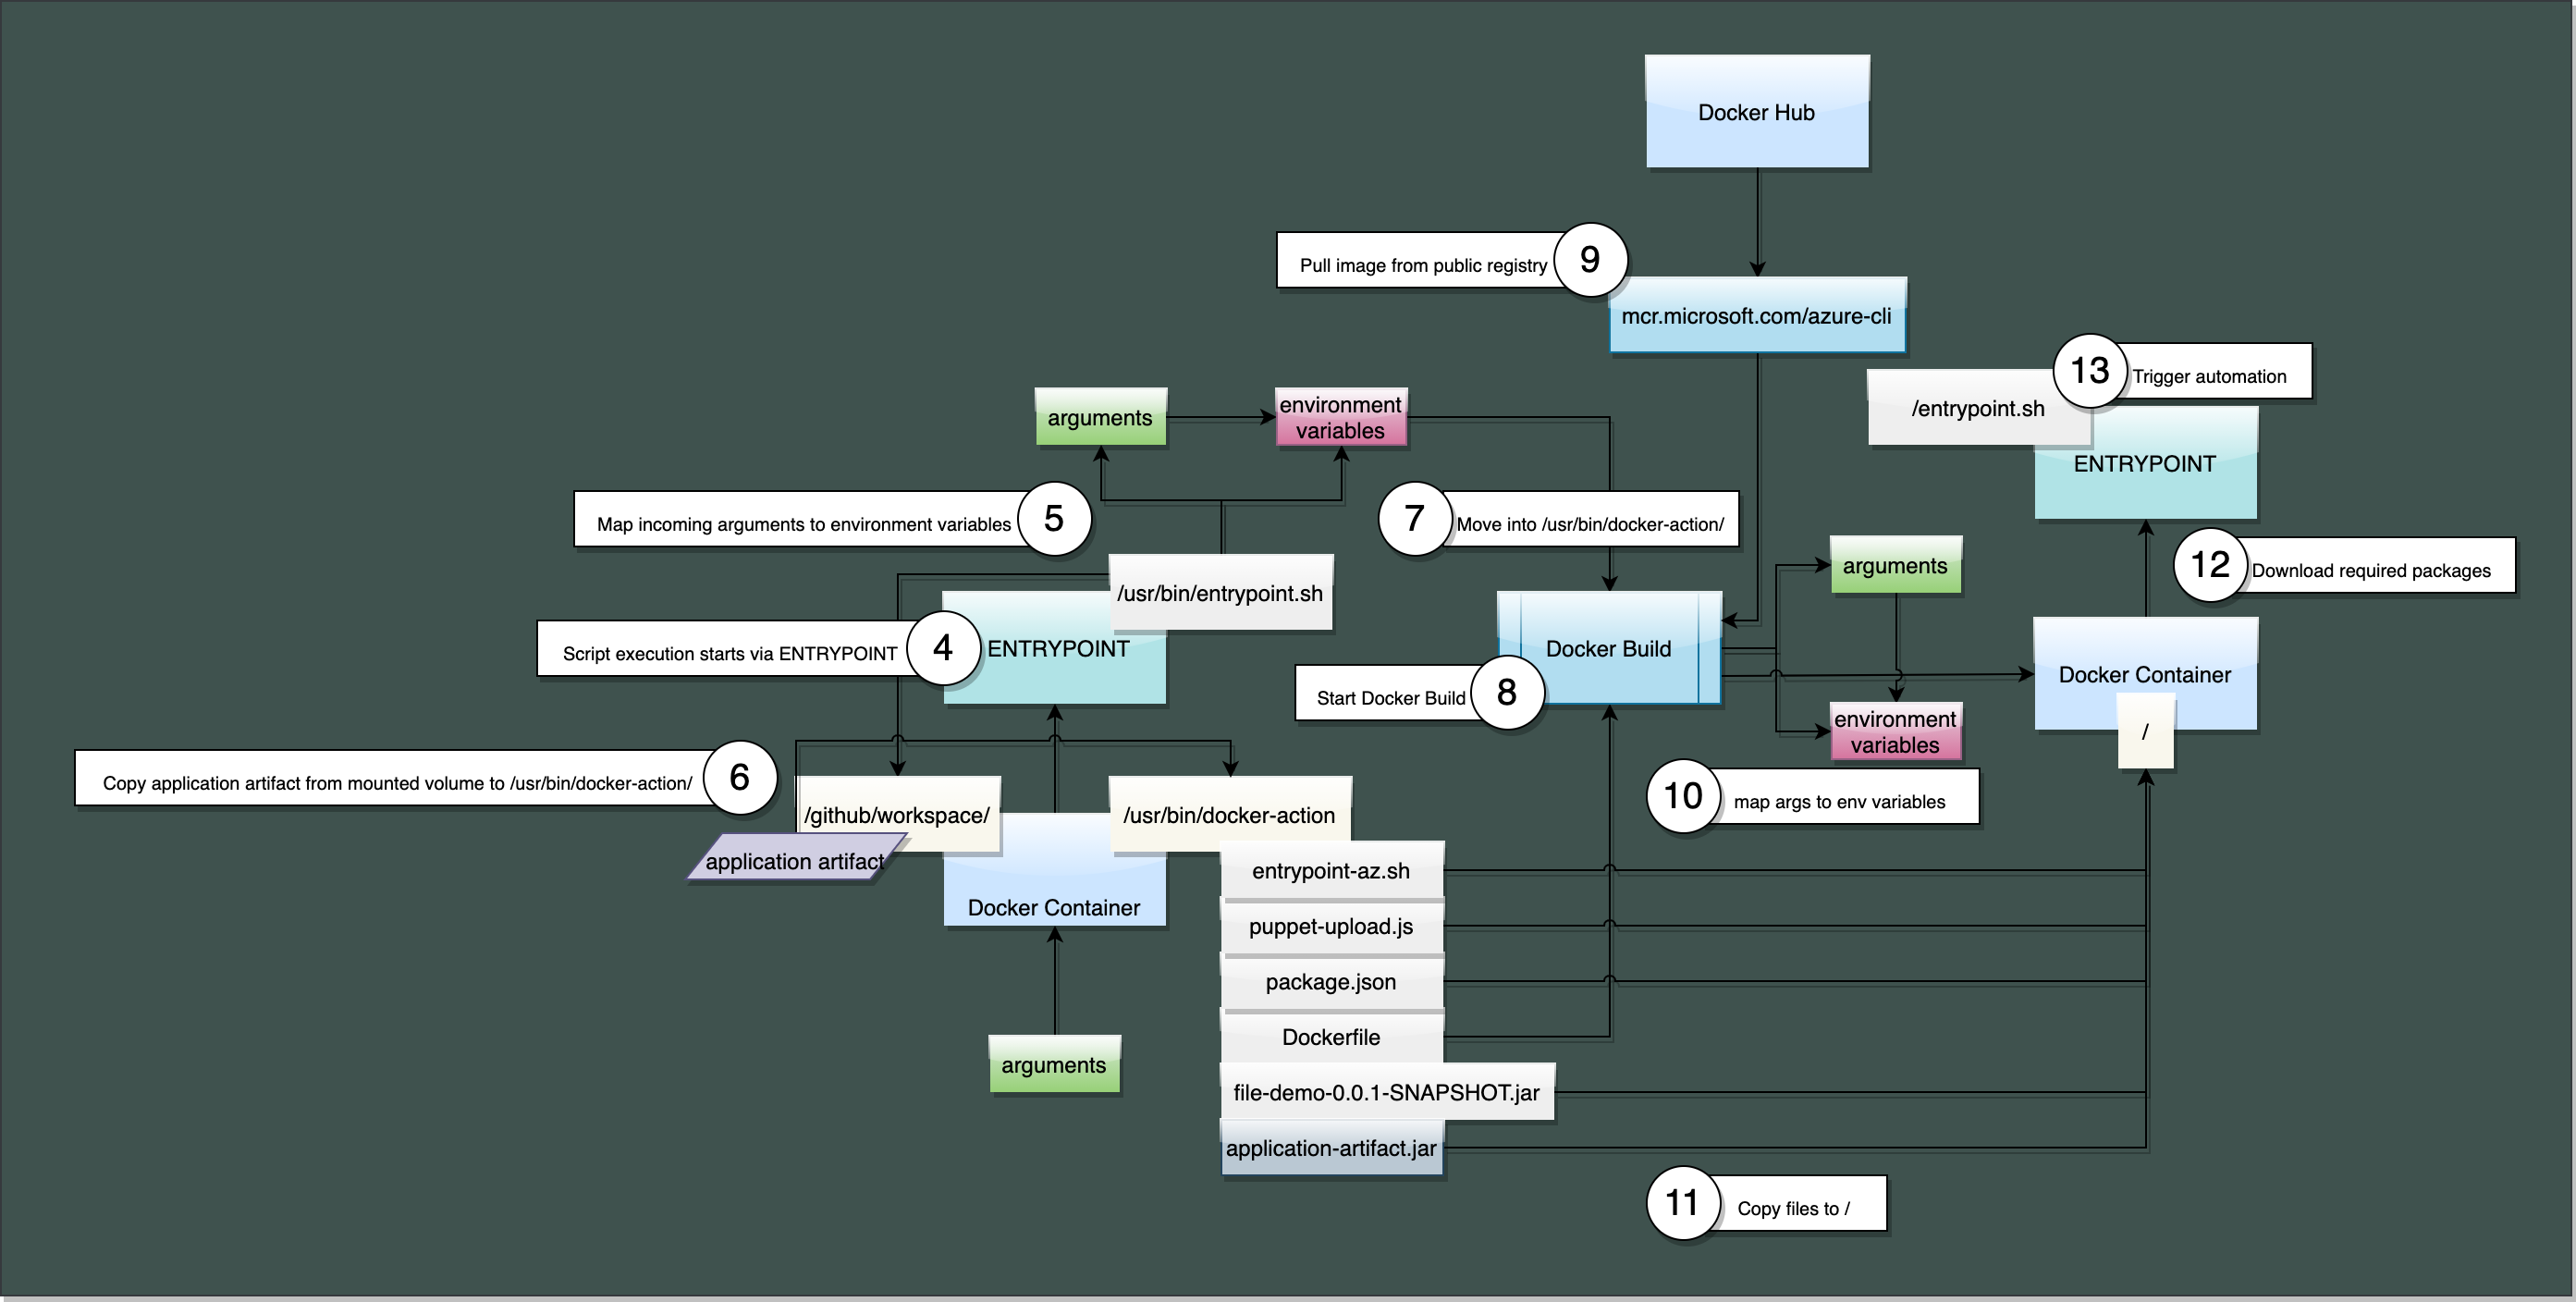 Docker Hub
Pull image from public registry
9
mcr.microsoft.com/azure-cli
13
Trigger automation
/entrypoint.sh
ENTRYPOINT
arguments
environment
variables
Map incoming arguments to environment variables
5
7
Move into /usr/bin/docker-action/
/usr/bin/entrypoint.sh
arguments
12
Download required packages
Script execution starts via ENTRYPOINT
4
ENTRYPOINT
Docker Build
Start Docker Build
8
Docker Container
/
environment
variables
Copy application artifact from mounted volume to /usr/bin/docker-action/
6
10
map args to env variables
/github/workspace/
/usr/bin/docker-action
application artifact
Docker Container
entrypoint-az.sh
puppet-upload.js
package.json
Dockerfile
arguments
file-demo-0.0.1-SNAPSHOT.jar
application-artifact.jar
11
Copy files to /